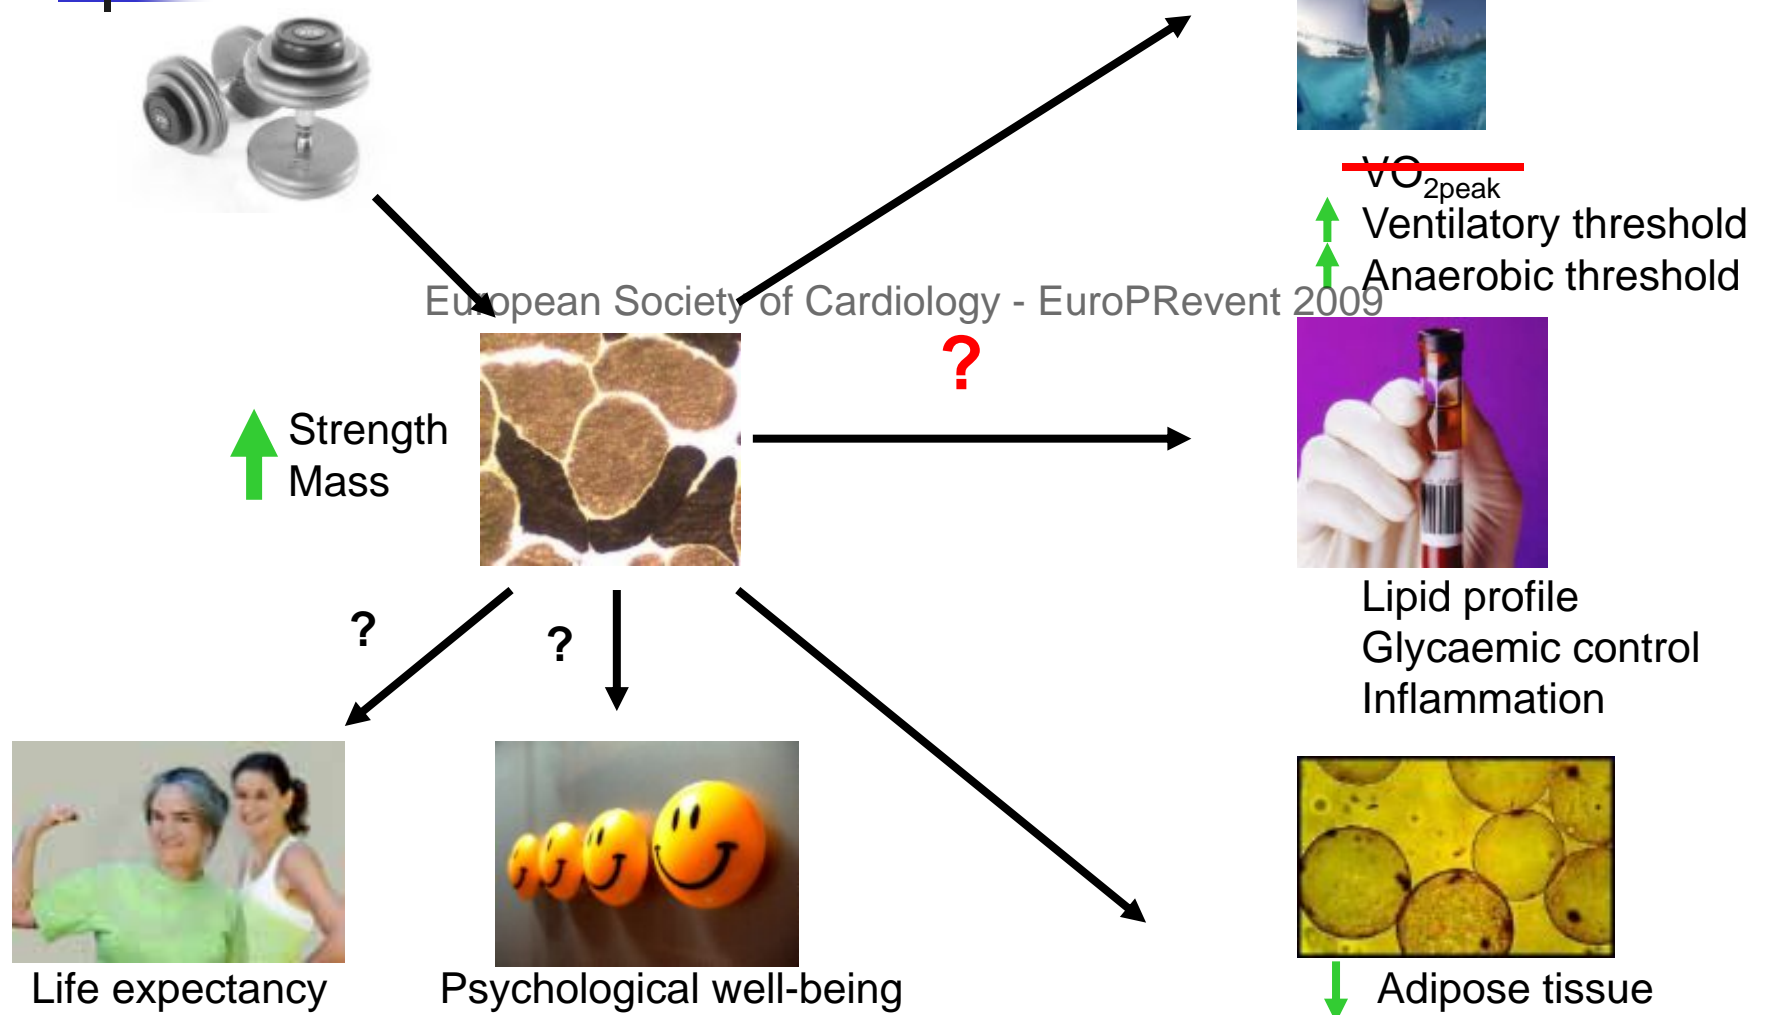 VO2peak
Ventilatory threshold
Anaerobic threshold
European Society of Cardiology - EuroPRevent 2009
?
Strength
Mass
Lipid profile
Glycaemic control
Inflammation
?
?
Life expectancy
Psychological well-being
Adipose tissue